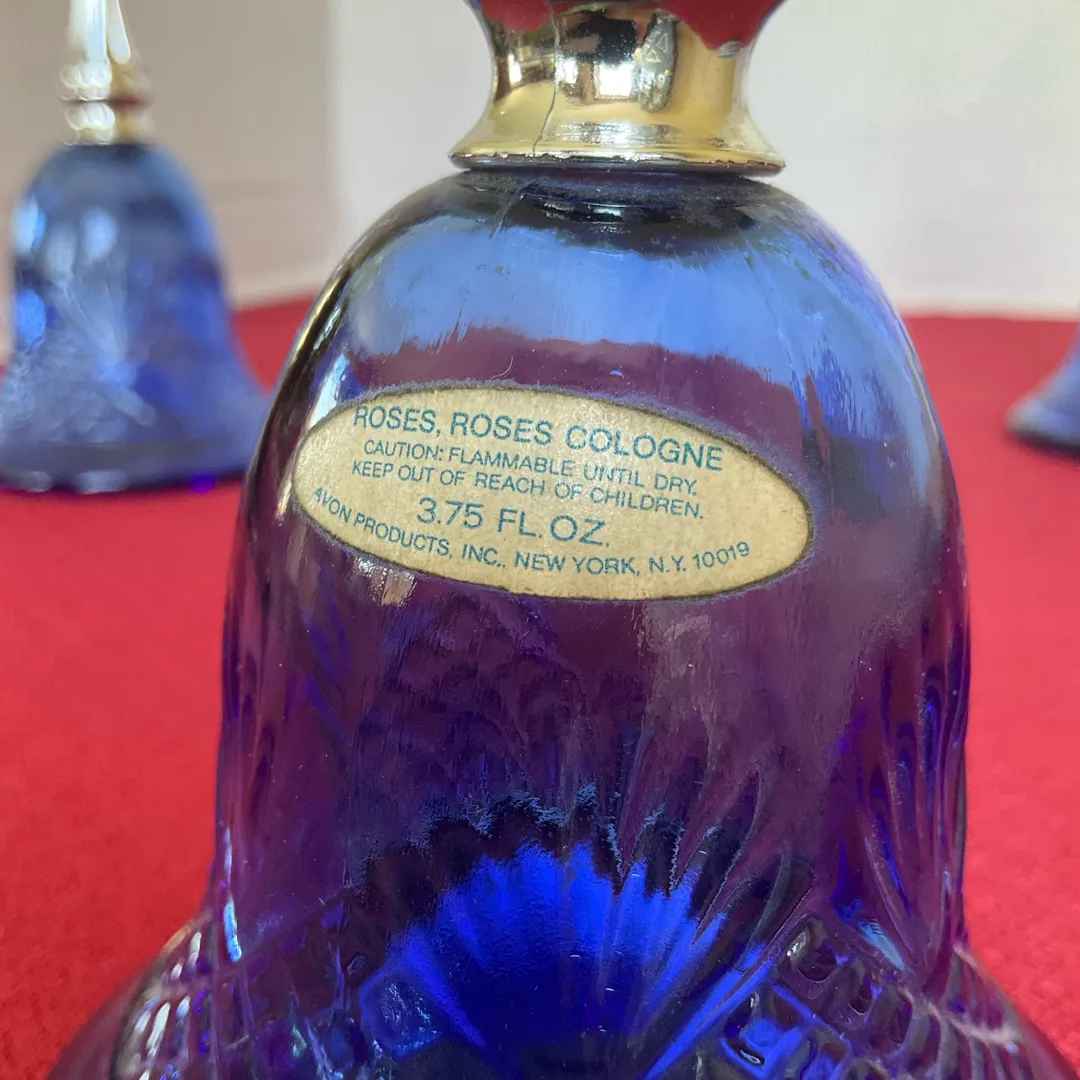 ROSES, ROSES COLOGNE
CAUTION: FLAMMABLE UNTIL DRY.
KEEP OUT OF REACH OF CHILDREN.
3.75 FL. OZ.
AVON PRODUCTS, INC., NEW YORK, N.Y. 10019